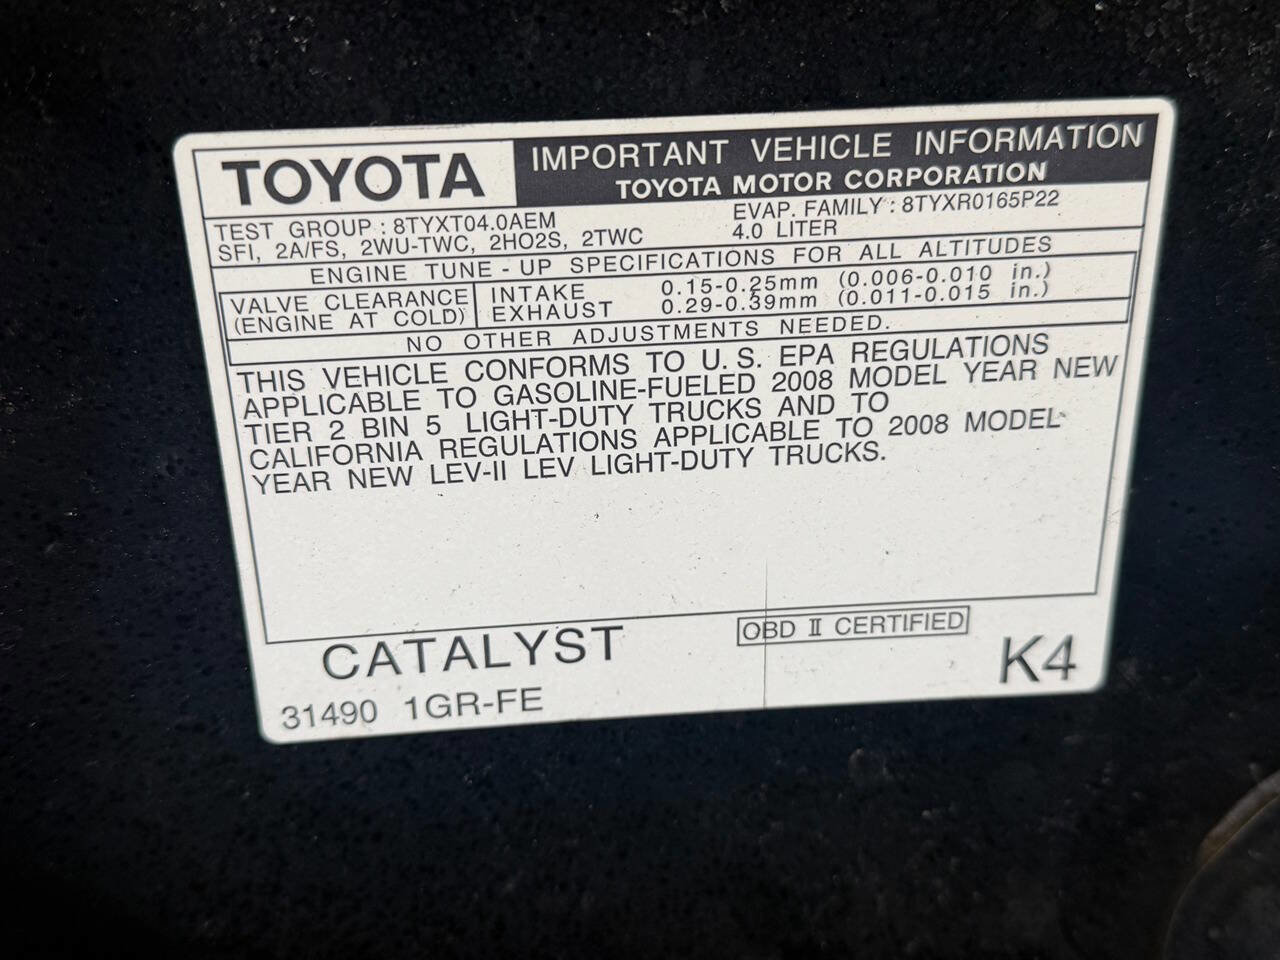 TOYOTA
IMPORTANT VEHICLE INFORMATION
TOYOTA MOTOR CORPORATION
TEST GROUP : 8TYXT04.0AEM
EVAP. FAMILY : 8TYXR0165P22
SFI, 2A/FS, 2WU-TWC, 2HO2S, 2TWC
4.0 LITER
ENGINE TUNE - UP SPECIFICATIONS FOR ALL ALTITUDES
VALVE CLEARANCE
(ENGINE AT COLD)
INTAKE 0.15-0.25mm (0.006-0.010 in.)
EXHAUST 0.29-0.39mm (0.011-0.015 in.)
NO OTHER ADJUSTMENTS NEEDED.
THIS VEHICLE CONFORMS TO U.S. EPA REGULATIONS
APPLICABLE TO GASOLINE-FUELED 2008 MODEL YEAR NEW
TIER 2 BIN 5 LIGHT-DUTY TRUCKS AND TO
CALIFORNIA REGULATIONS APPLICABLE TO 2008 MODEL
YEAR NEW LEV-II LEV LIGHT-DUTY TRUCKS.
CATALYST
OBD II CERTIFIED
K4
31490 1GR-FE